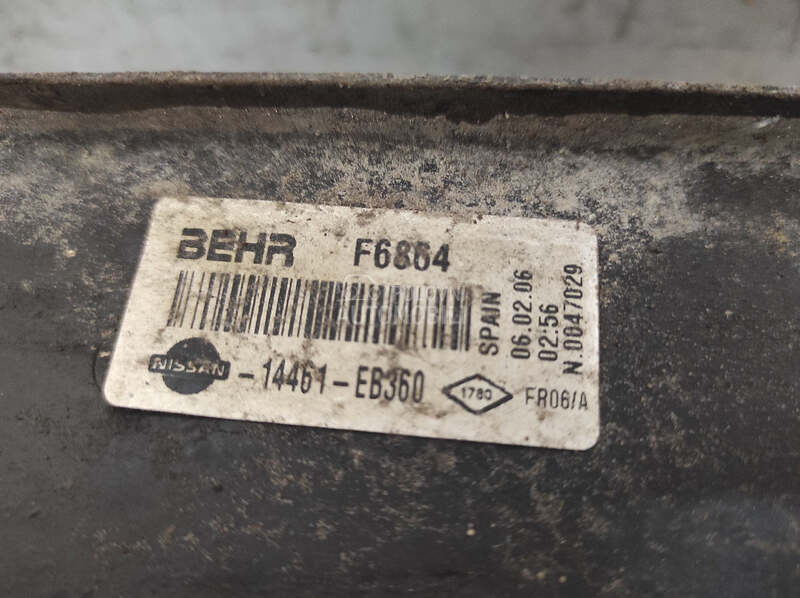 BEHR F6864
SPAIN
06.02.06
02:56
N.0047029
NISSAN -14461-EB360 1780 FR06/A